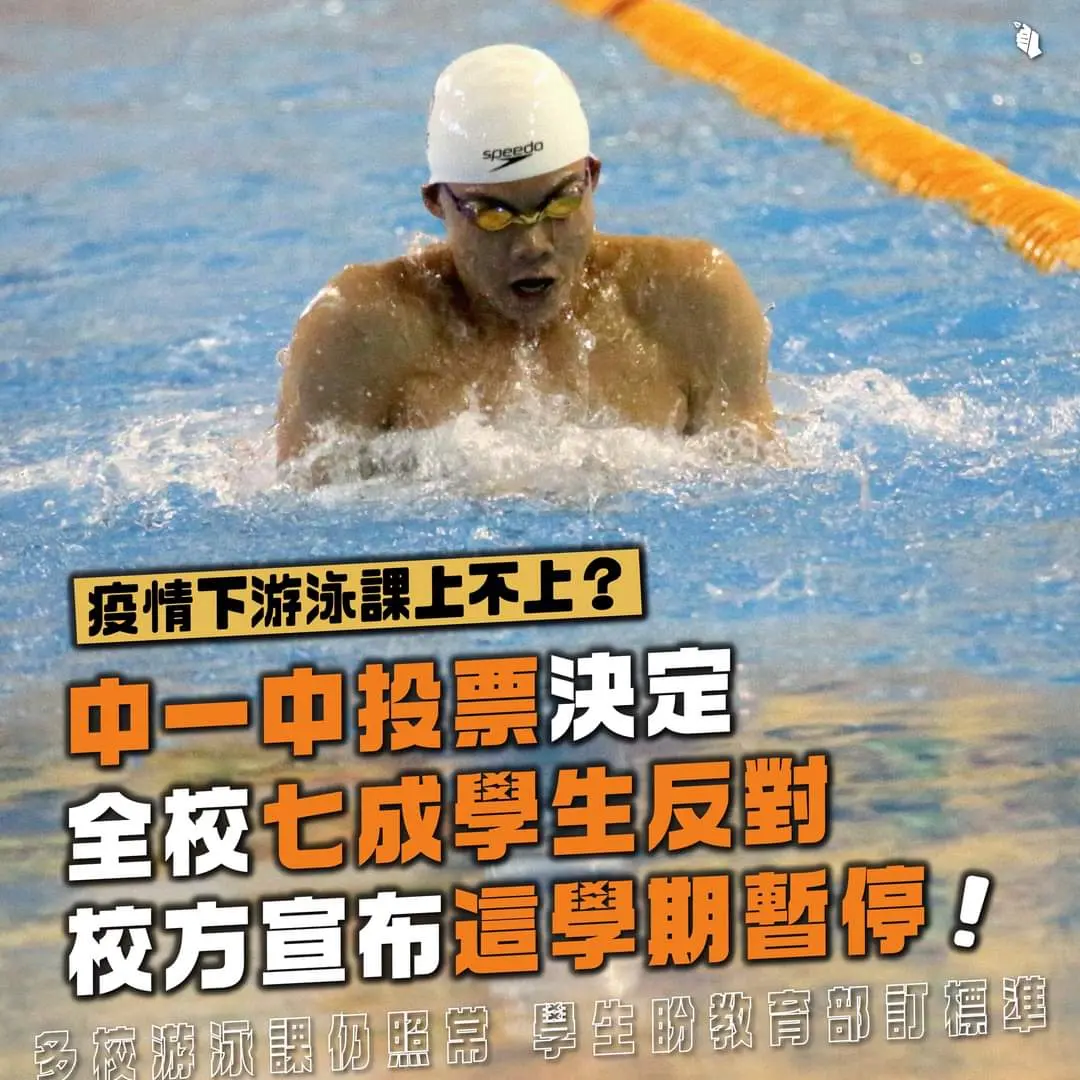 speedo
疫情下游泳課上不上？
中一中投票決定
全校七成學生反對
校方宣布這學期暫停！
多校游泳課仍照常 學生盼教育部訂標準